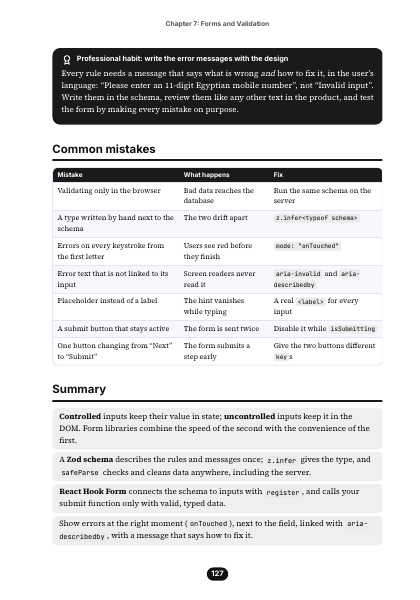 Chapter 7: Forms and Validation
Professional habit: write the error messages with the design
Every rule needs a message that says what is wrong and how to fix it, in the user's
language: “Please enter an 11-digit Egyptian mobile number”, not “Invalid input”.
Write them in the schema, review them like any other text in the product, and test
the form by making every mistake on purpose.
Common mistakes
Mistake What happens Fix
Validating only in the browser Bad data reaches the Run the same schema on the
database server
A type written by hand next to the The two drift apart z.infer<typeof schema>
schema
Errors on every keystroke from Users see red before mode: "onTouched"
the first letter they finish
Error text that is not linked to its Screen readers never aria-invalid and aria-
input read it describedby
Placeholder instead of a label The hint vanishes A real <label> for every
while typing input
A submit button that stays active The form is sent twice Disable it while isSubmitting
One button changing from “Next” The form submits a Give the two buttons different
to “Submit” step early key s
Summary
Controlled inputs keep their value in state; uncontrolled inputs keep it in the
DOM. Form libraries combine the speed of the second with the convenience of the
first.
A Zod schema describes the rules and messages once; z.infer gives the type, and
safeParse checks and cleans data anywhere, including the server.
React Hook Form connects the schema to inputs with register , and calls your
submit function only with valid, typed data.
Show errors at the right moment ( onTouched ), next to the field, linked with aria-
describedby , with a message that says how to fix it.
127